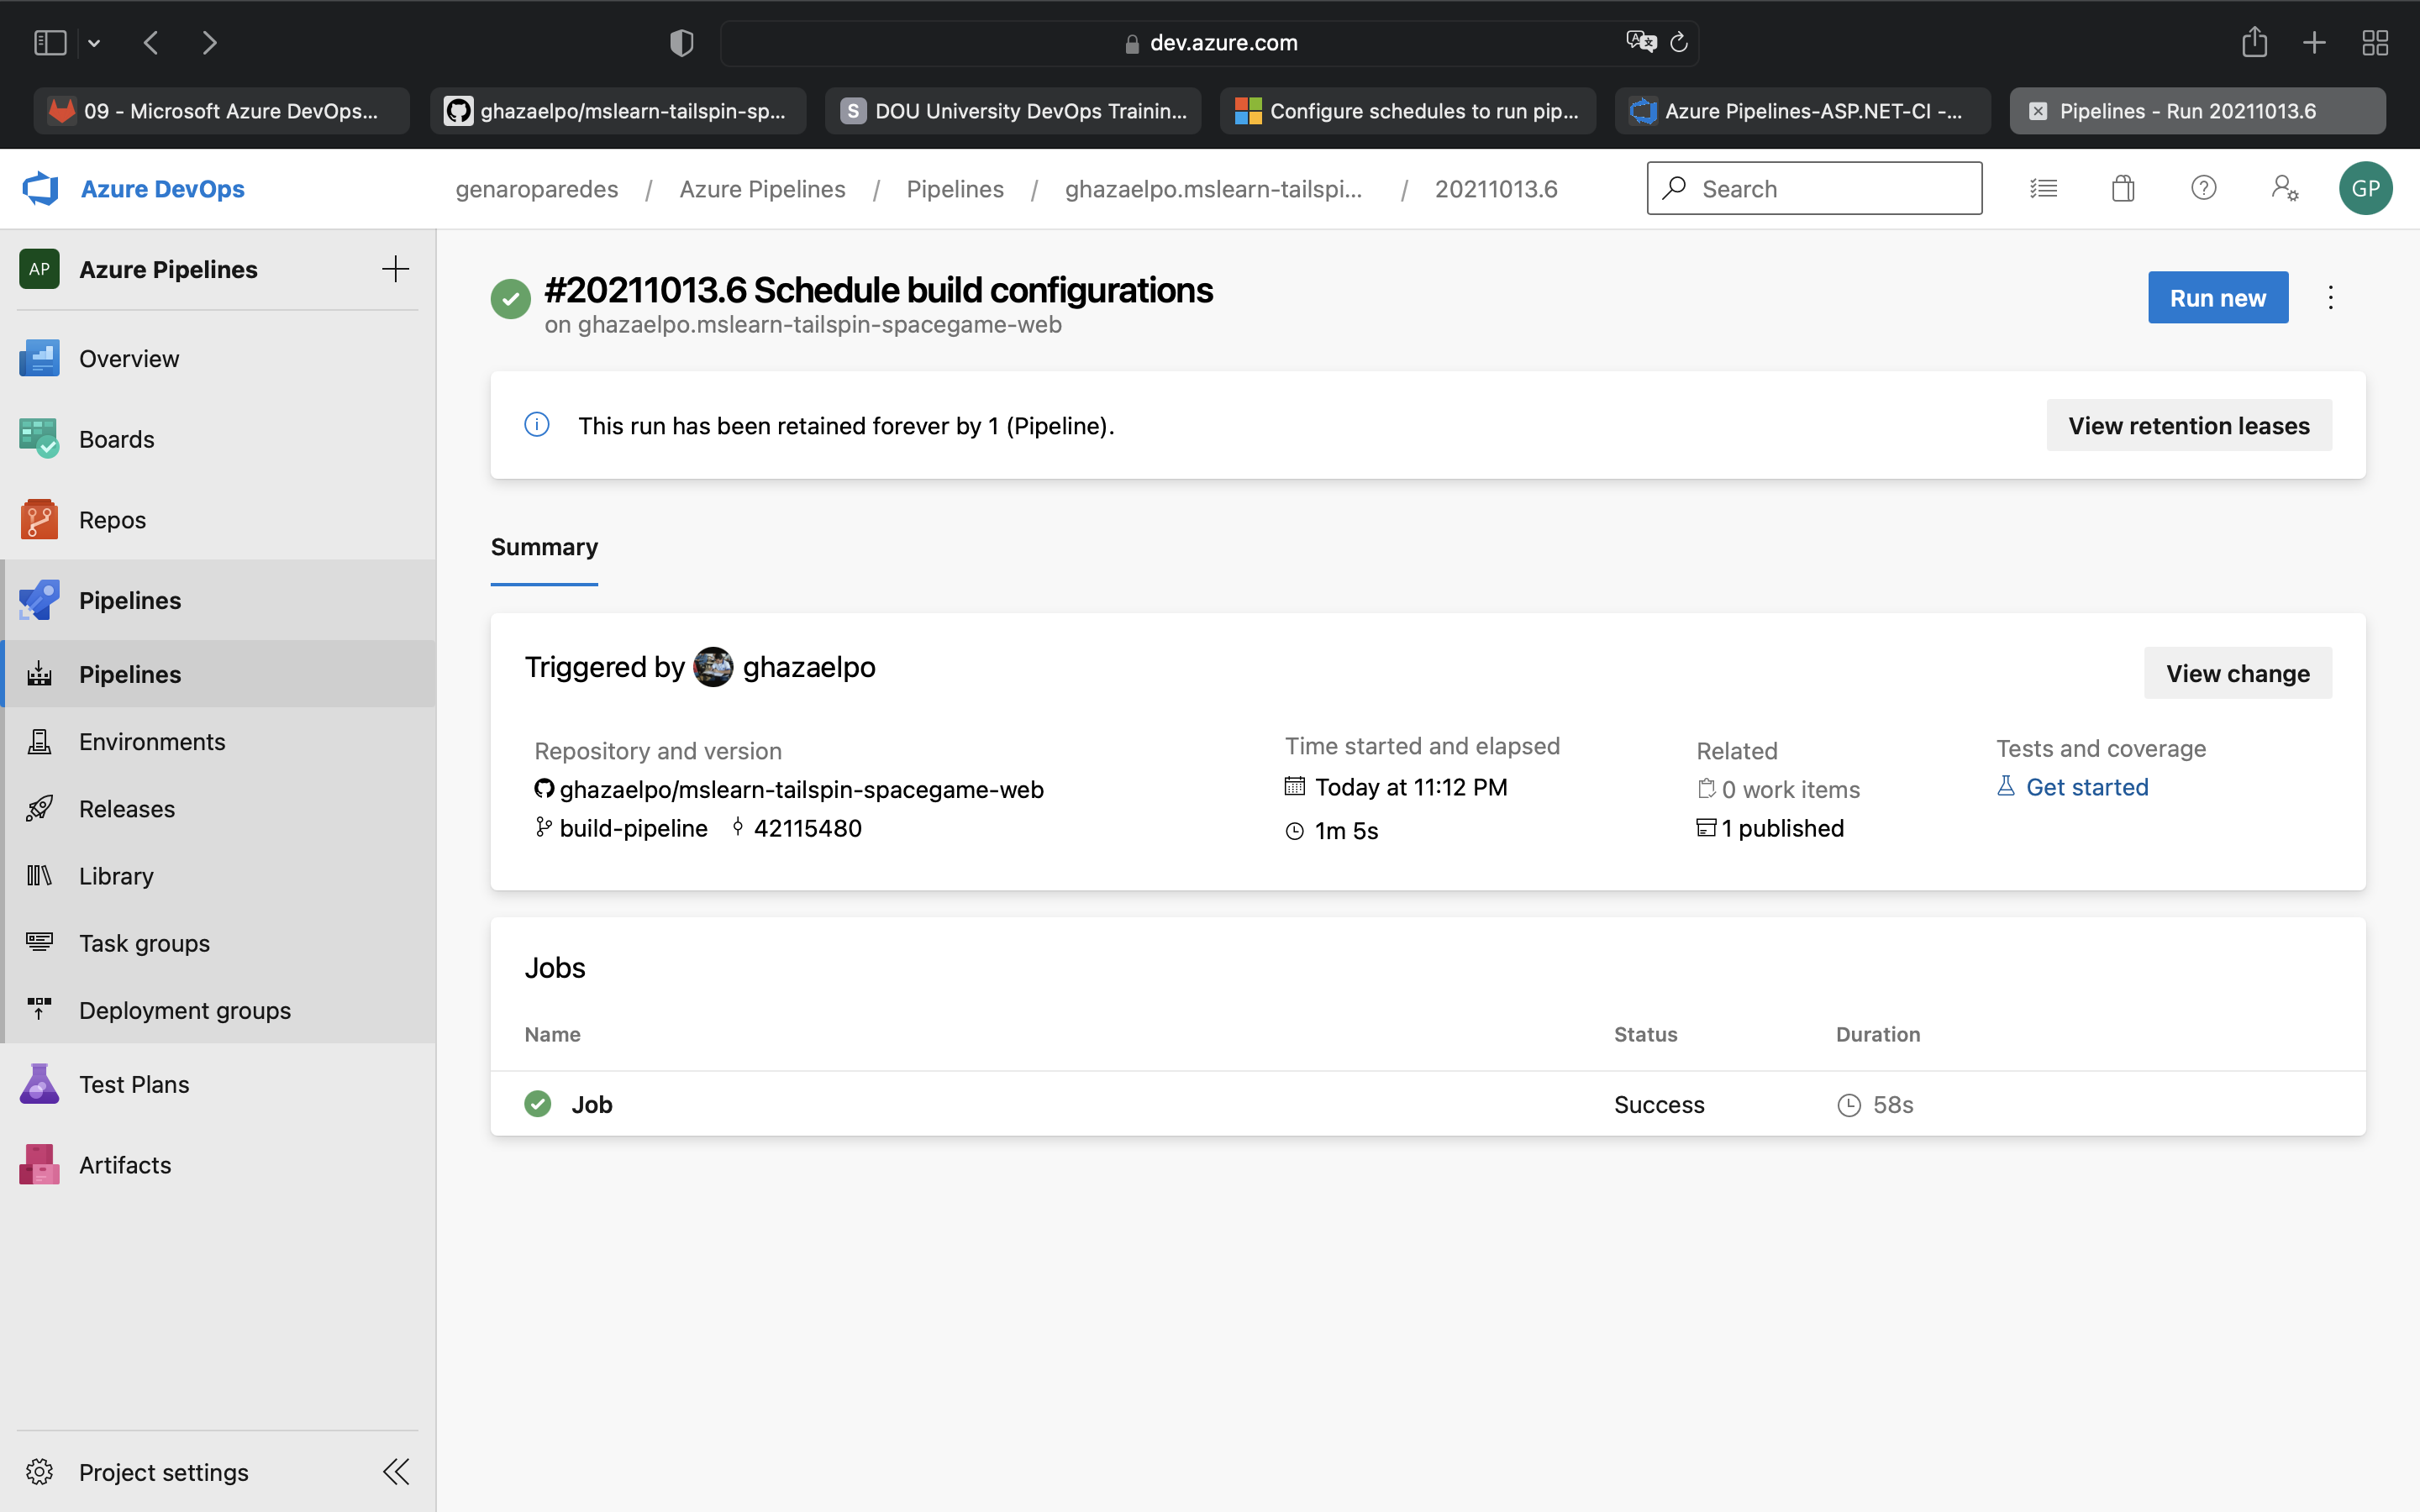 dev.azure.com
09 - Microsoft Azure DevOps...
ghazaelpo/mslearn-tailspin-sp...
S DOU University DevOps Trainin...
Configure schedules to run pip...
Azure Pipelines-ASP.NET-CI -...
Pipelines - Run 20211013.6
Azure DevOps
genaroparedes / Azure Pipelines / Pipelines / ghazaelpo.mslearn-tailspi... / 20211013.6
Search
GP
AP Azure Pipelines
Overview
Boards
Repos
Pipelines
Pipelines
Environments
Releases
Library
Task groups
Deployment groups
Test Plans
Artifacts
Project settings
#20211013.6 Schedule build configurations
on ghazaelpo.mslearn-tailspin-spacegame-web
Run new
This run has been retained forever by 1 (Pipeline).
View retention leases
Summary
Triggered by ghazaelpo
View change
Repository and version
ghazaelpo/mslearn-tailspin-spacegame-web
build-pipeline 42115480
Time started and elapsed
Today at 11:12 PM
1m 5s
Related
0 work items
1 published
Tests and coverage
Get started
Jobs
Name Status Duration
Job Success 58s